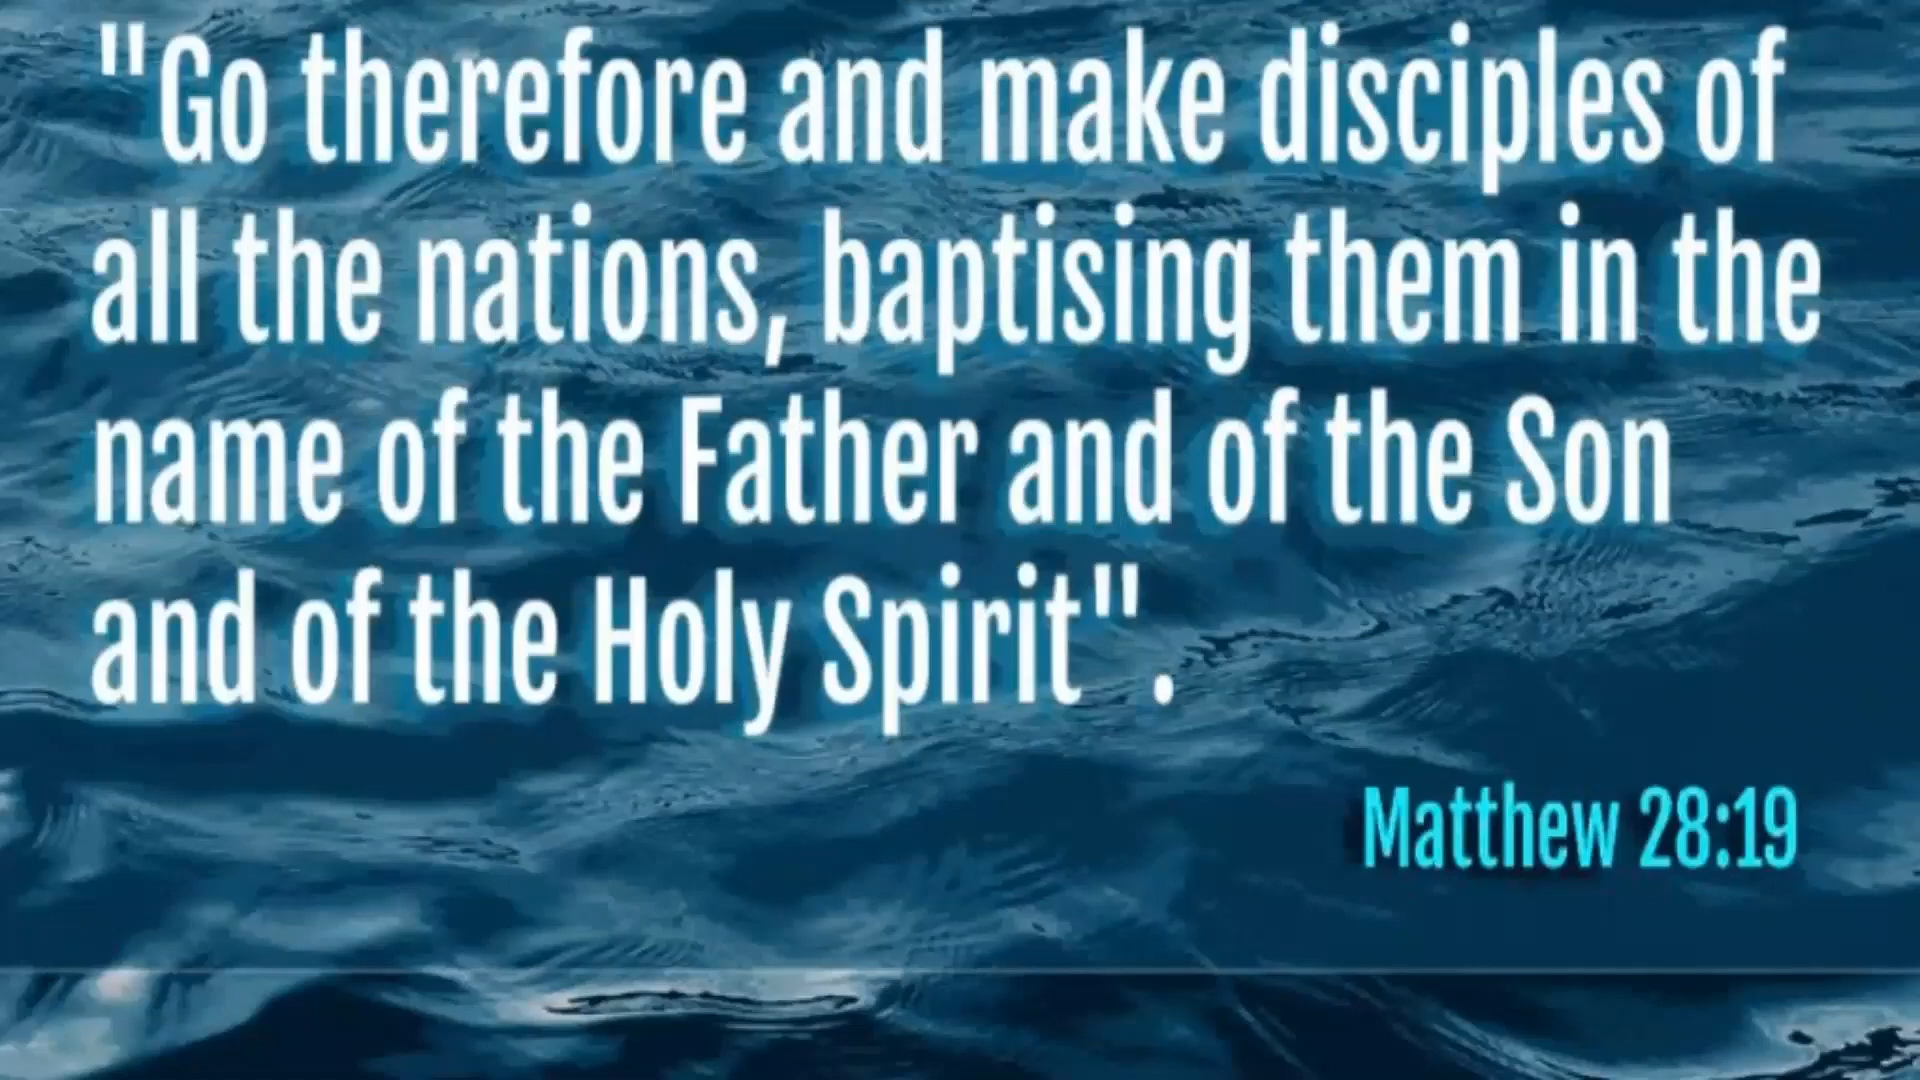 "Go therefore and make disciples of
all the nations, baptising them in the
name of the Father and of the Son
and of the Holy Spirit".
Matthew 28:19